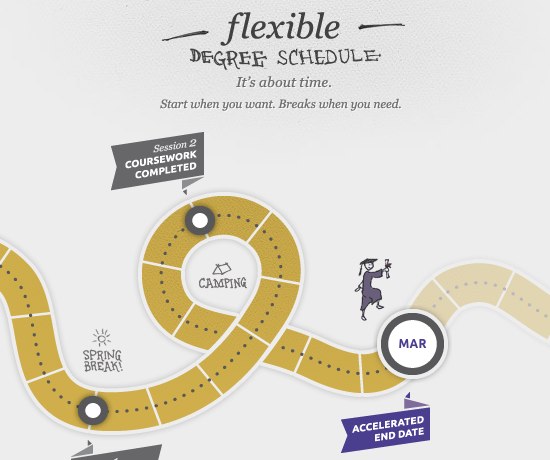 flexible
DEGREE SCHEDULE
It's about time.
Start when you want. Breaks when you need.
Session 2
COURSEWORK
COMPLETED
CAMPING
SPRING
BREAK!
MAR
ACCELERATED
END DATE